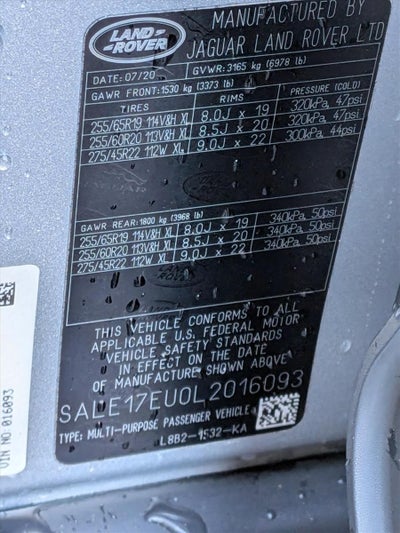 LAND
ROVER
MANUFACTURED BY
JAGUAR LAND ROVER LTD
DATE: 07/20 GVWR: 3165 kg (6978 lb)
GAWR FRONT: 1530 kg (3373 lb)
TIRES RIMS PRESSURE (COLD)
255/65R19 114V&H XL 8.0J x 19 320kPa, 47psi
255/60R20 113V&H XL 8.5J x 20 320kPa, 47psi
275/45R22 112W XL 9.0J x 22 300kPa, 44psi
GAWR REAR: 1800 kg (3968 lb)
255/65R19 114V&H XL 8.0J x 19 340kPa, 50psi
255/60R20 113V&H XL 8.5J x 20 340kPa, 50psi
275/45R22 112W XL 9.0J x 22 340kPa, 50psi
THIS VEHICLE CONFORMS TO ALL
APPLICABLE U.S. FEDERAL MOTOR
VEHICLE SAFETY STANDARDS
IN EFFECT ON THE DATE
OF MANUFACTURE SHOWN ABOVE
SALE17EU0L2016093
TYPE: MULTI-PURPOSE PASSENGER VEHICLE
L8B2-1532-KA
VIN NO 016093